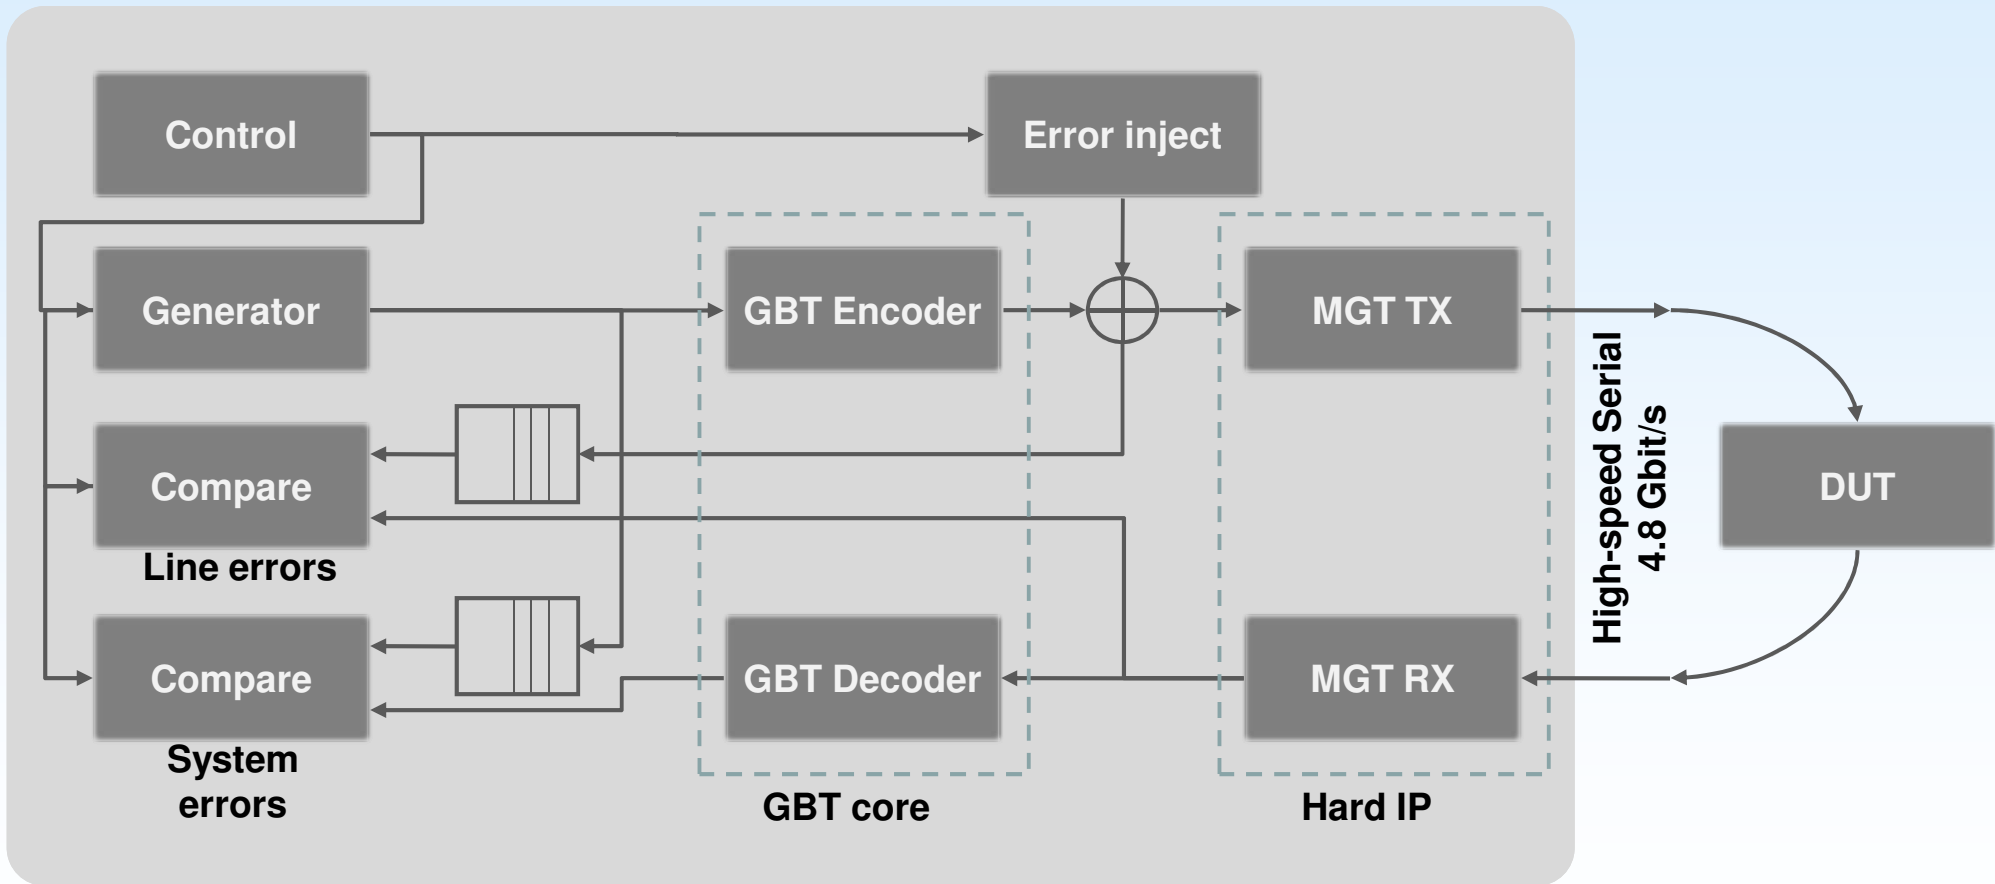 Control
Error inject
Generator
GBT Encoder
MGT TX
High-speed Serial
4.8 Gbit/s
Compare
DUT
Line errors
Compare
GBT Decoder
MGT RX
System
errors
GBT core
Hard IP